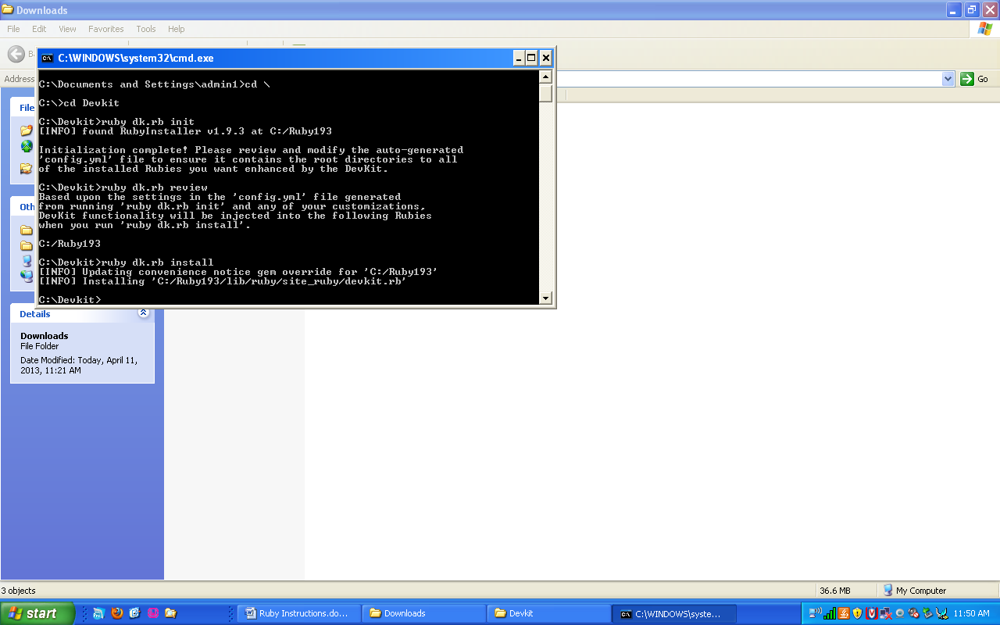 Downloads
File Edit View Favorites Tools Help
Address
Go
C:\WINDOWS\system32\cmd.exe
C:\Documents and Settings\admin1>cd \
C:\>cd Devkit
C:\Devkit>ruby dk.rb init
[INFO] found RubyInstaller v1.9.3 at C:/Ruby193
Initialization complete! Please review and modify the auto-generated
'config.yml' file to ensure it contains the root directories to all
of the installed Rubies you want enhanced by the DevKit.
C:\Devkit>ruby dk.rb review
Based upon the settings in the 'config.yml' file generated
from running 'ruby dk.rb init' and any of your customizations,
DevKit functionality will be injected into the following Rubies
when you run 'ruby dk.rb install'.
C:/Ruby193
C:\Devkit>ruby dk.rb install
[INFO] Updating convenience notice gem override for 'C:/Ruby193'
[INFO] Installing 'C:/Ruby193/lib/ruby/site_ruby/devkit.rb'
C:\Devkit>
File
Oth
Details
Downloads
File Folder
Date Modified: Today, April 11,
2013, 11:21 AM
3 objects
36.6 MB
My Computer
start
Ruby Instructions.do...
Downloads
Devkit
C:\WINDOWS\syste...
11:50 AM